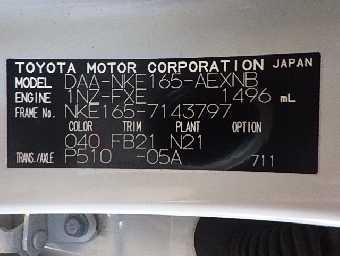 TOYOTA MOTOR CORPORATION JAPAN
MODEL DAA-NKE165-AEXNB
ENGINE 1NZ-FXE 1496 mL
FRAME No. NKE165-7143797
COLOR TRIM PLANT OPTION
040 FB21 N21
TRANS./AXLE P510 -05A 711